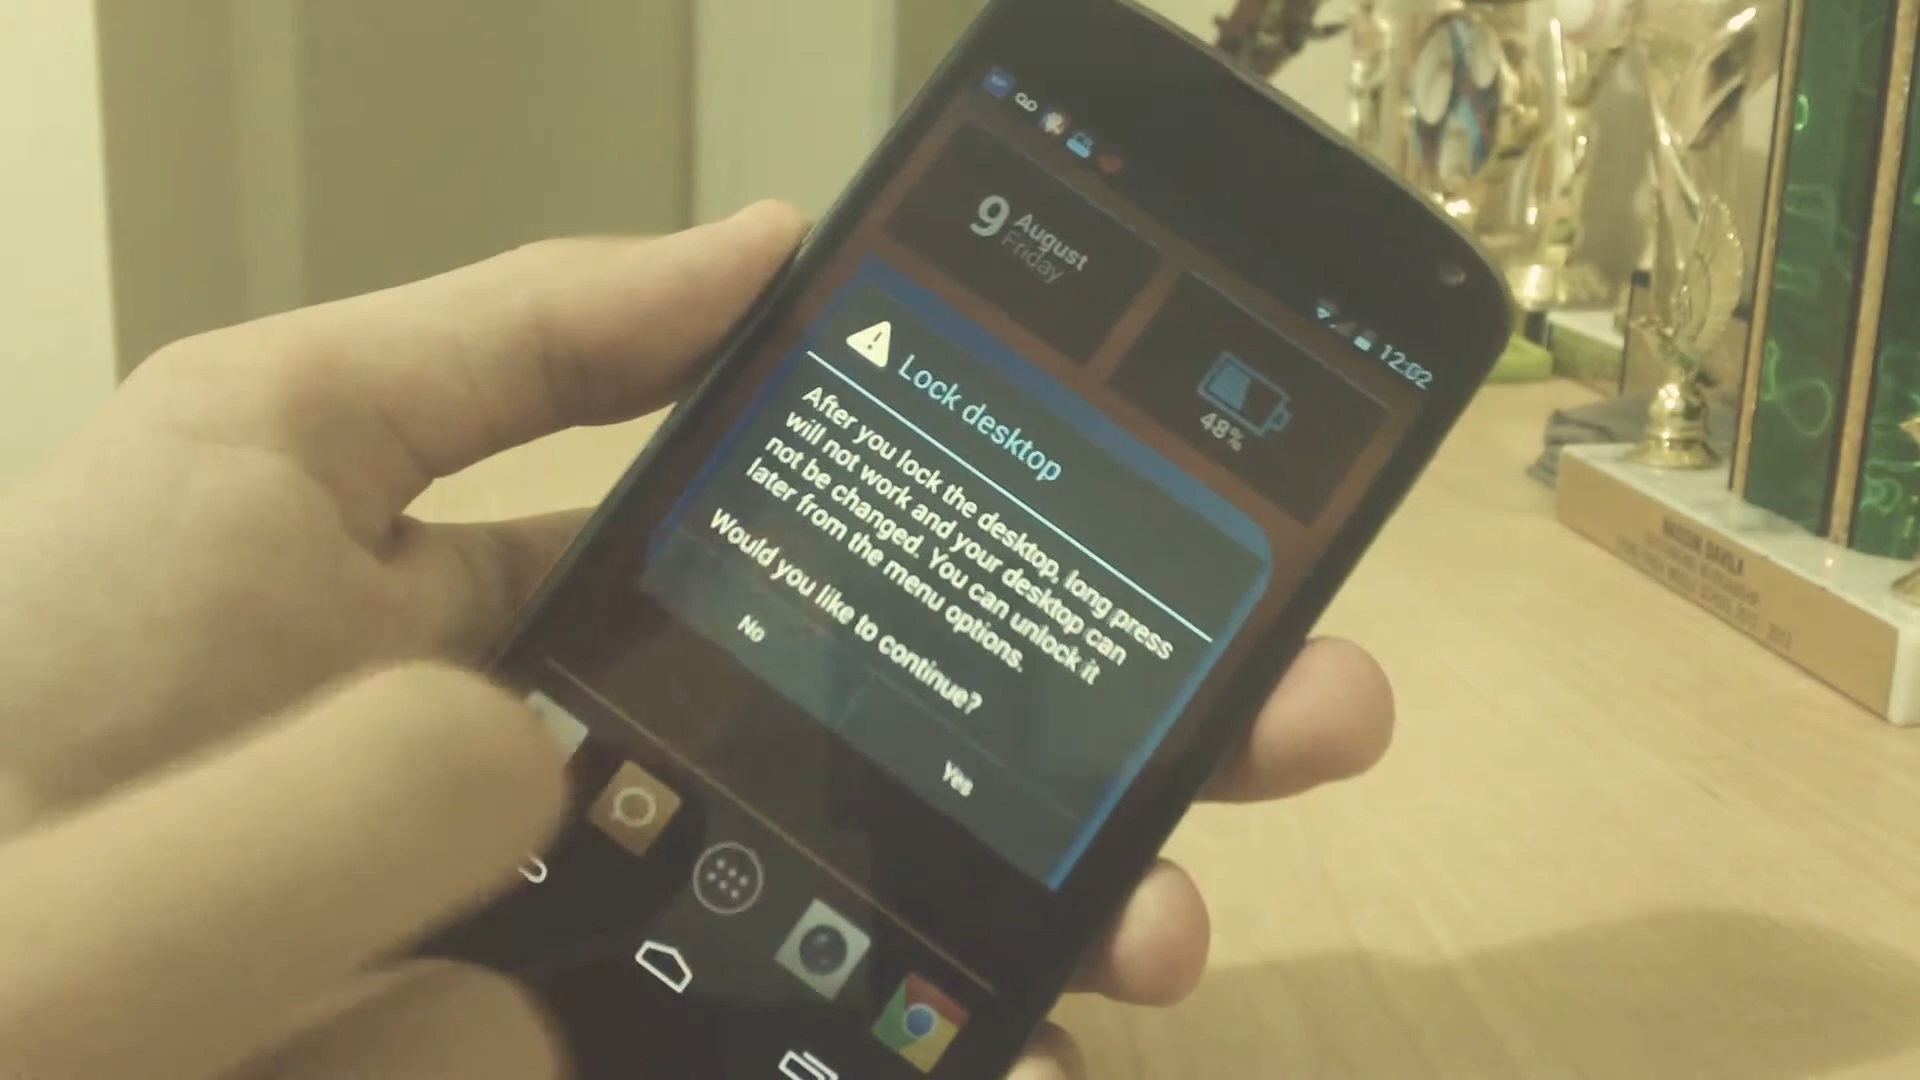 12:02
9 August
Friday
48%
Lock desktop
After you lock the desktop, long press
will not work and your desktop can
not be changed. You can unlock it
later from the menu options.
Would you like to continue?
No
Yes